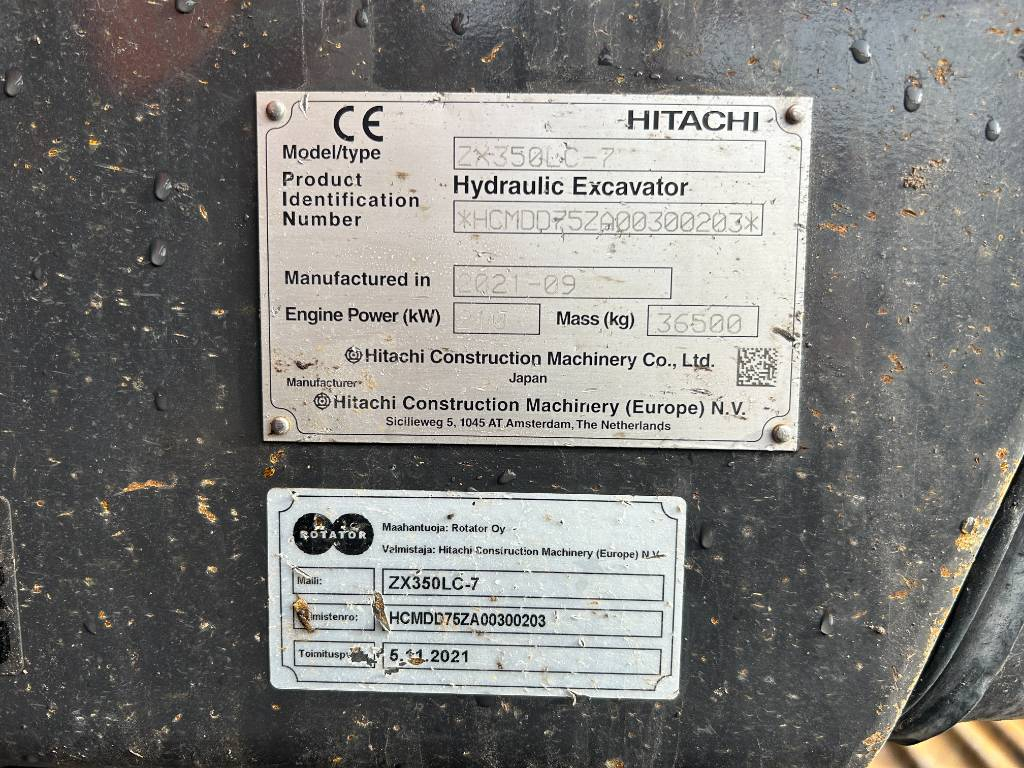 CE HITACHI
Model/type ZX350LC-7
Product Identification Number
Hydraulic Excavator
*HCMDD75ZA00300203*
Manufactured in 2021-09
Engine Power (kW) 210 Mass (kg) 36500
Hitachi Construction Machinery Co., Ltd.
Japan
Manufacturer
Hitachi Construction Machinery (Europe) N.V.
Sicilieweg 5, 1045 AT Amsterdam, The Netherlands
ROTATOR Maahantuoja: Rotator Oy
Valmistaja: Hitachi Construction Machinery (Europe) N.V.
Malli: ZX350LC-7
HCMDD75ZA00300203
5.11.2021